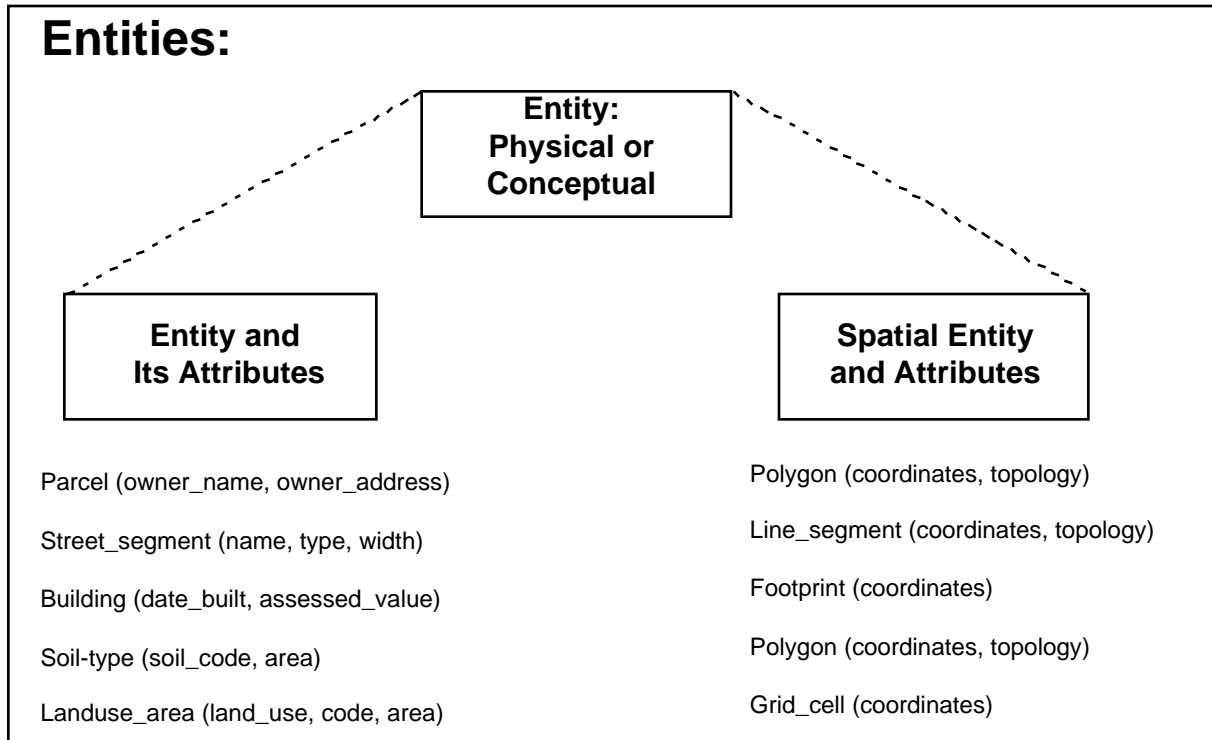 Entities:
Entity:
Physical or
Conceptual
Entity and
Its Attributes
Spatial Entity
and Attributes
Parcel (owner_name, owner_address)
Street_segment (name, type, width)
Building (date_built, assessed_value)
Soil-type (soil_code, area)
Landuse_area (land_use, code, area)
Polygon (coordinates, topology)
Line_segment (coordinates, topology)
Footprint (coordinates)
Polygon (coordinates, topology)
Grid_cell (coordinates)